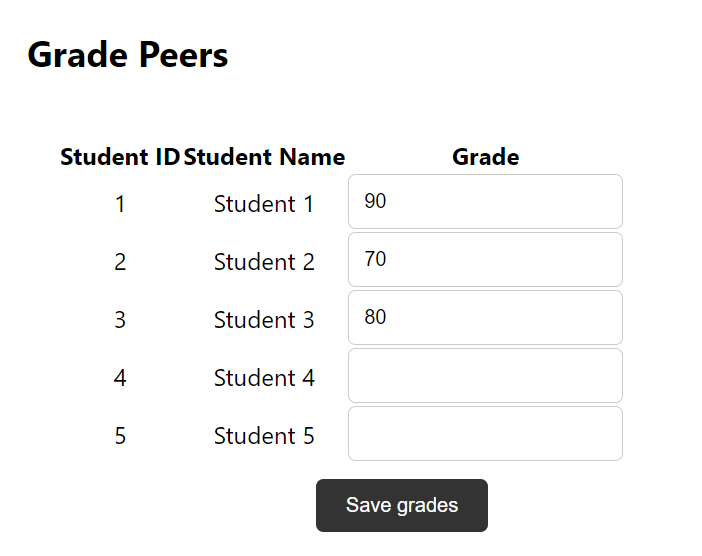 Grade Peers
Student ID Student Name Grade
1 Student 1 90
2 Student 2 70
3 Student 3 80
4 Student 4
5 Student 5
Save grades